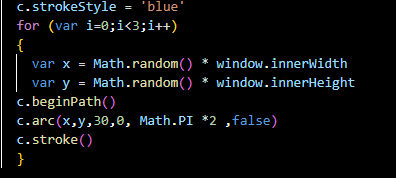 c.strokeStyle = 'blue'
for (var i=0;i<3;i++)
{
  var x = Math.random() * window.innerWidth
  var y = Math.random() * window.innerHeight
c.beginPath()
c.arc(x,y,30,0, Math.PI *2 ,false)
c.stroke()
}